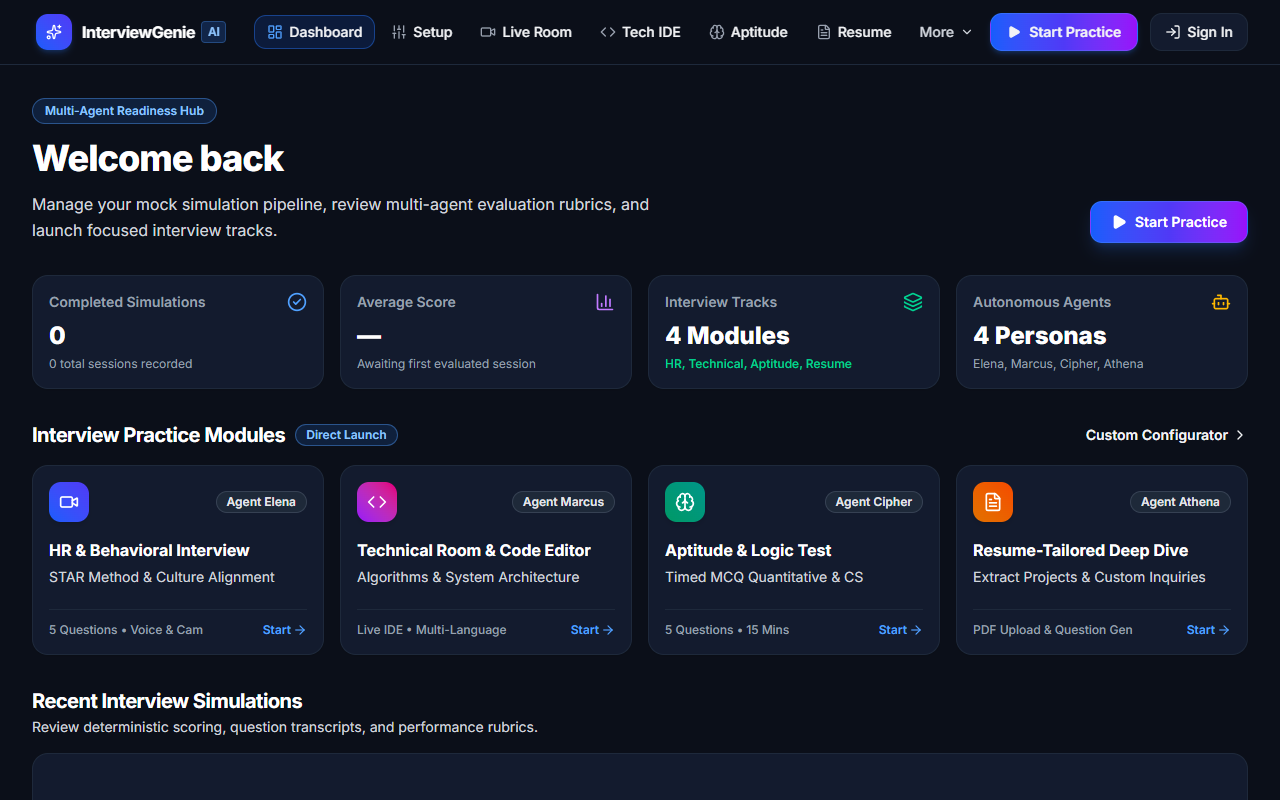 InterviewGenie AI Dashboard Setup Live Room Tech IDE Aptitude Resume More Start Practice Sign In
Multi-Agent Readiness Hub
Welcome back
Manage your mock simulation pipeline, review multi-agent evaluation rubrics, and
launch focused interview tracks.
Start Practice
Completed Simulations
0
0 total sessions recorded
Average Score
—
Awaiting first evaluated session
Interview Tracks
4 Modules
HR, Technical, Aptitude, Resume
Autonomous Agents
4 Personas
Elena, Marcus, Cipher, Athena
Interview Practice Modules Direct Launch Custom Configurator
Agent Elena
HR & Behavioral Interview
STAR Method & Culture Alignment
5 Questions • Voice & Cam Start →
Agent Marcus
Technical Room & Code Editor
Algorithms & System Architecture
Live IDE • Multi-Language Start →
Agent Cipher
Aptitude & Logic Test
Timed MCQ Quantitative & CS
5 Questions • 15 Mins Start →
Agent Athena
Resume-Tailored Deep Dive
Extract Projects & Custom Inquiries
PDF Upload & Question Gen Start →
Recent Interview Simulations
Review deterministic scoring, question transcripts, and performance rubrics.